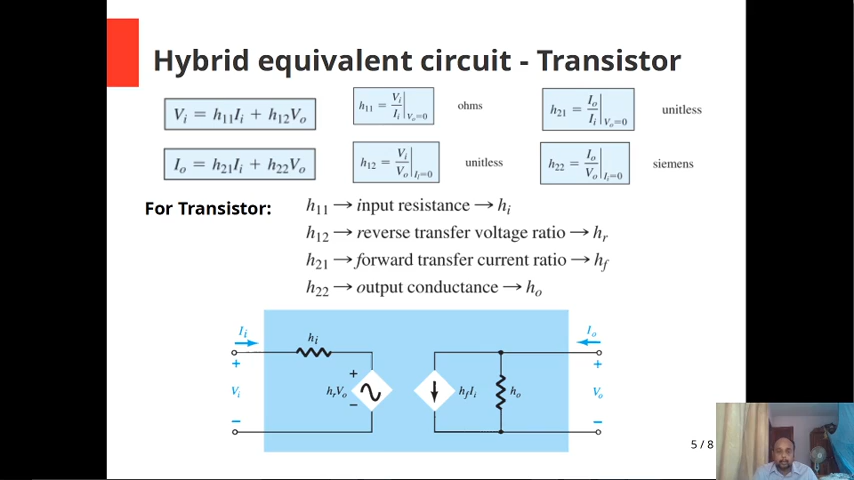 Hybrid equivalent circuit - Transistor
Vi = h11Ii + h12Vo
h11 = Vi/Ii |Vo=0 ohms
h21 = Io/Ii |Vo=0 unitless
Io = h21Ii + h22Vo
h12 = Vi/Vo |Ii=0 unitless
h22 = Io/Vo |Ii=0 siemens
For Transistor:
h11 → input resistance → hi
h12 → reverse transfer voltage ratio → hr
h21 → forward transfer current ratio → hf
h22 → output conductance → ho
Ii
hi
Io
+
+
+
Vi
hrVo
hfIi
ho
Vo
−
−
−
5 / 8